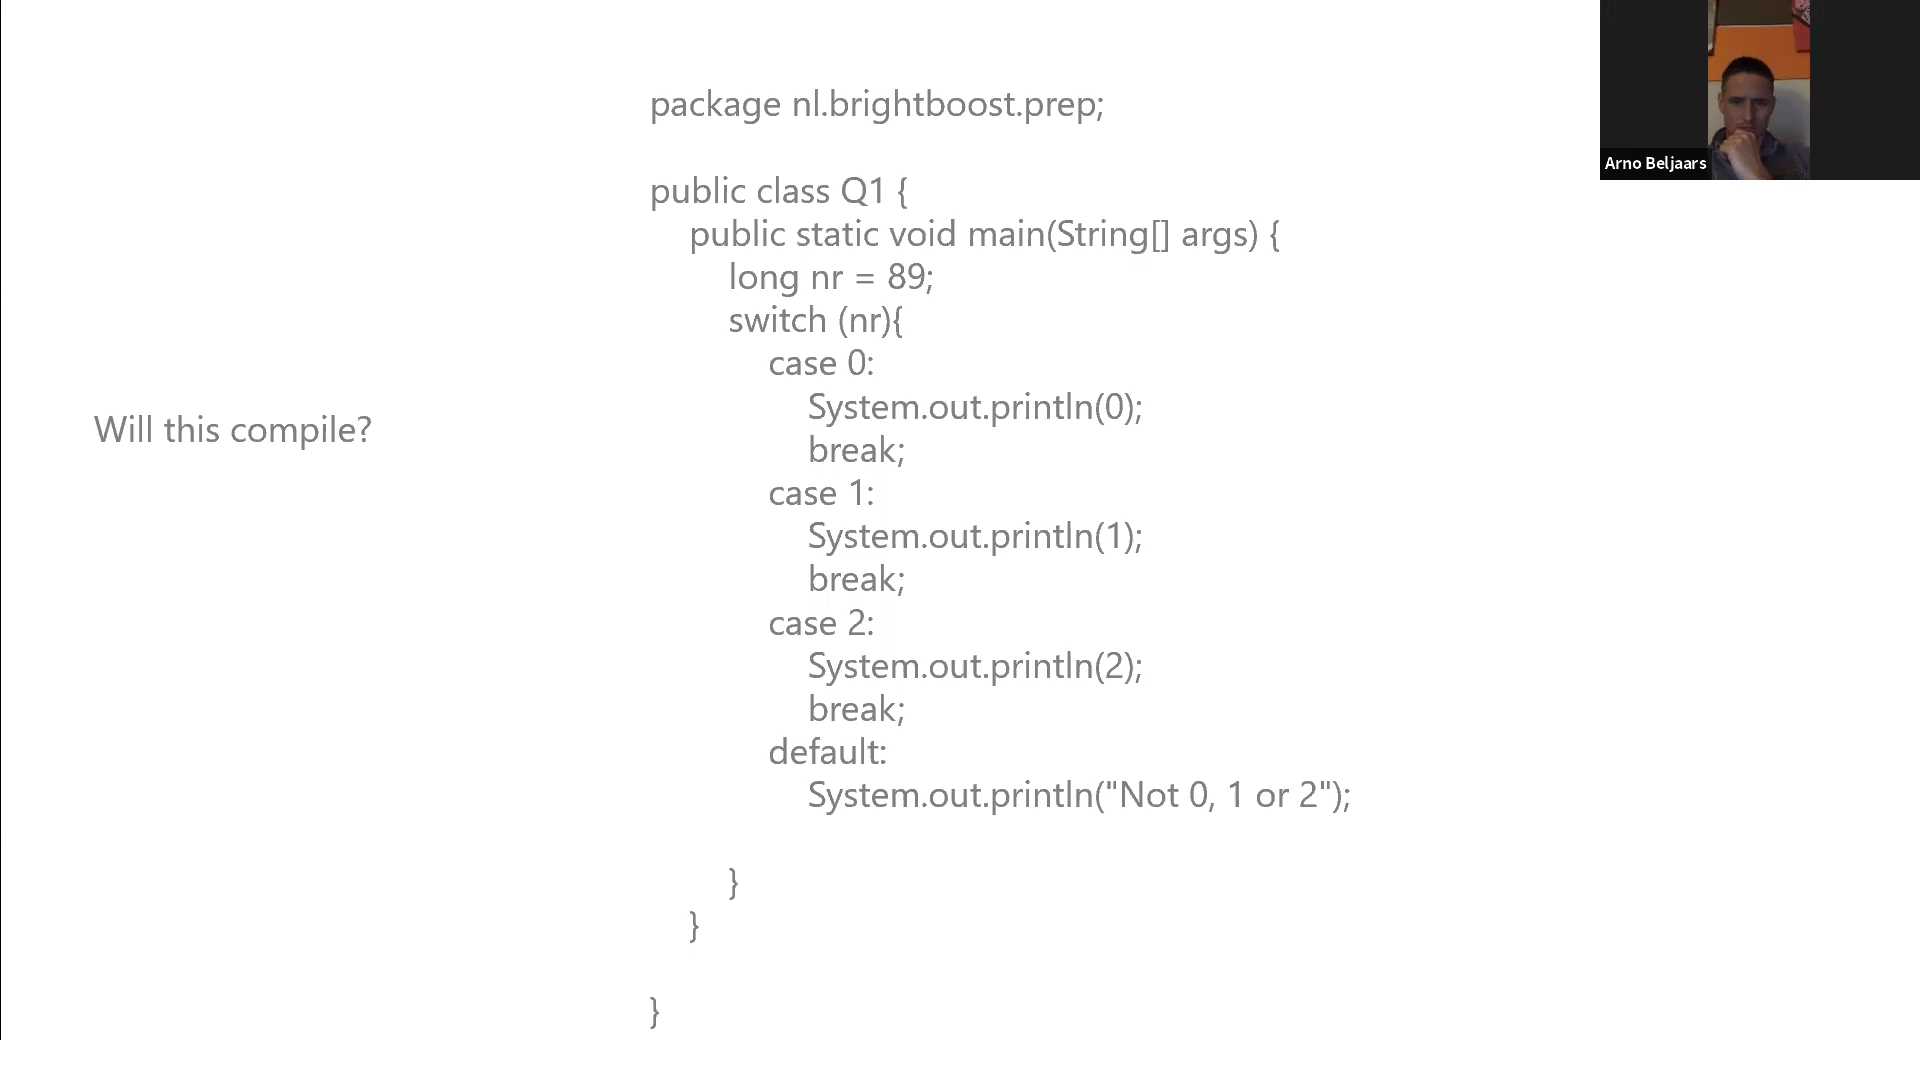 Will this compile?
package nl.brightboost.prep;
public class Q1 {
public static void main(String[] args) {
long nr = 89;
switch (nr){
case 0:
System.out.println(0);
break;
case 1:
System.out.println(1);
break;
case 2:
System.out.println(2);
break;
default:
System.out.println("Not 0, 1 or 2");
}
}
}
Arno Beljaars